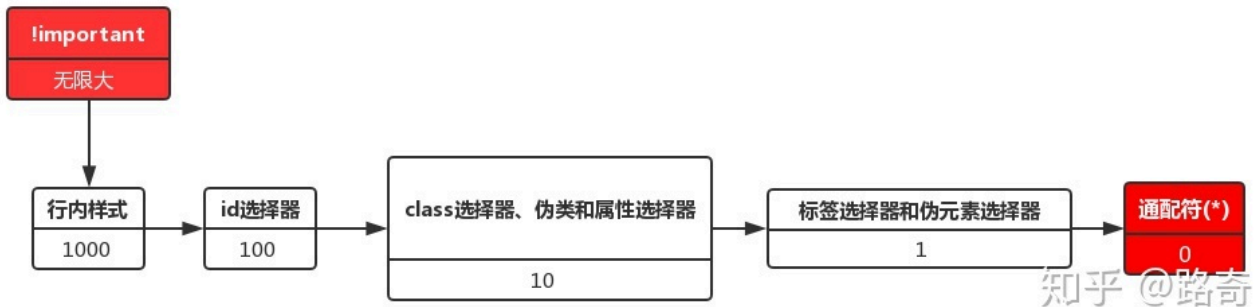 !important
无限大
行内样式
1000
id选择器
100
class选择器、伪类和属性选择器
10
标签选择器和伪元素选择器
1
通配符(*)
0
知乎 @路奇